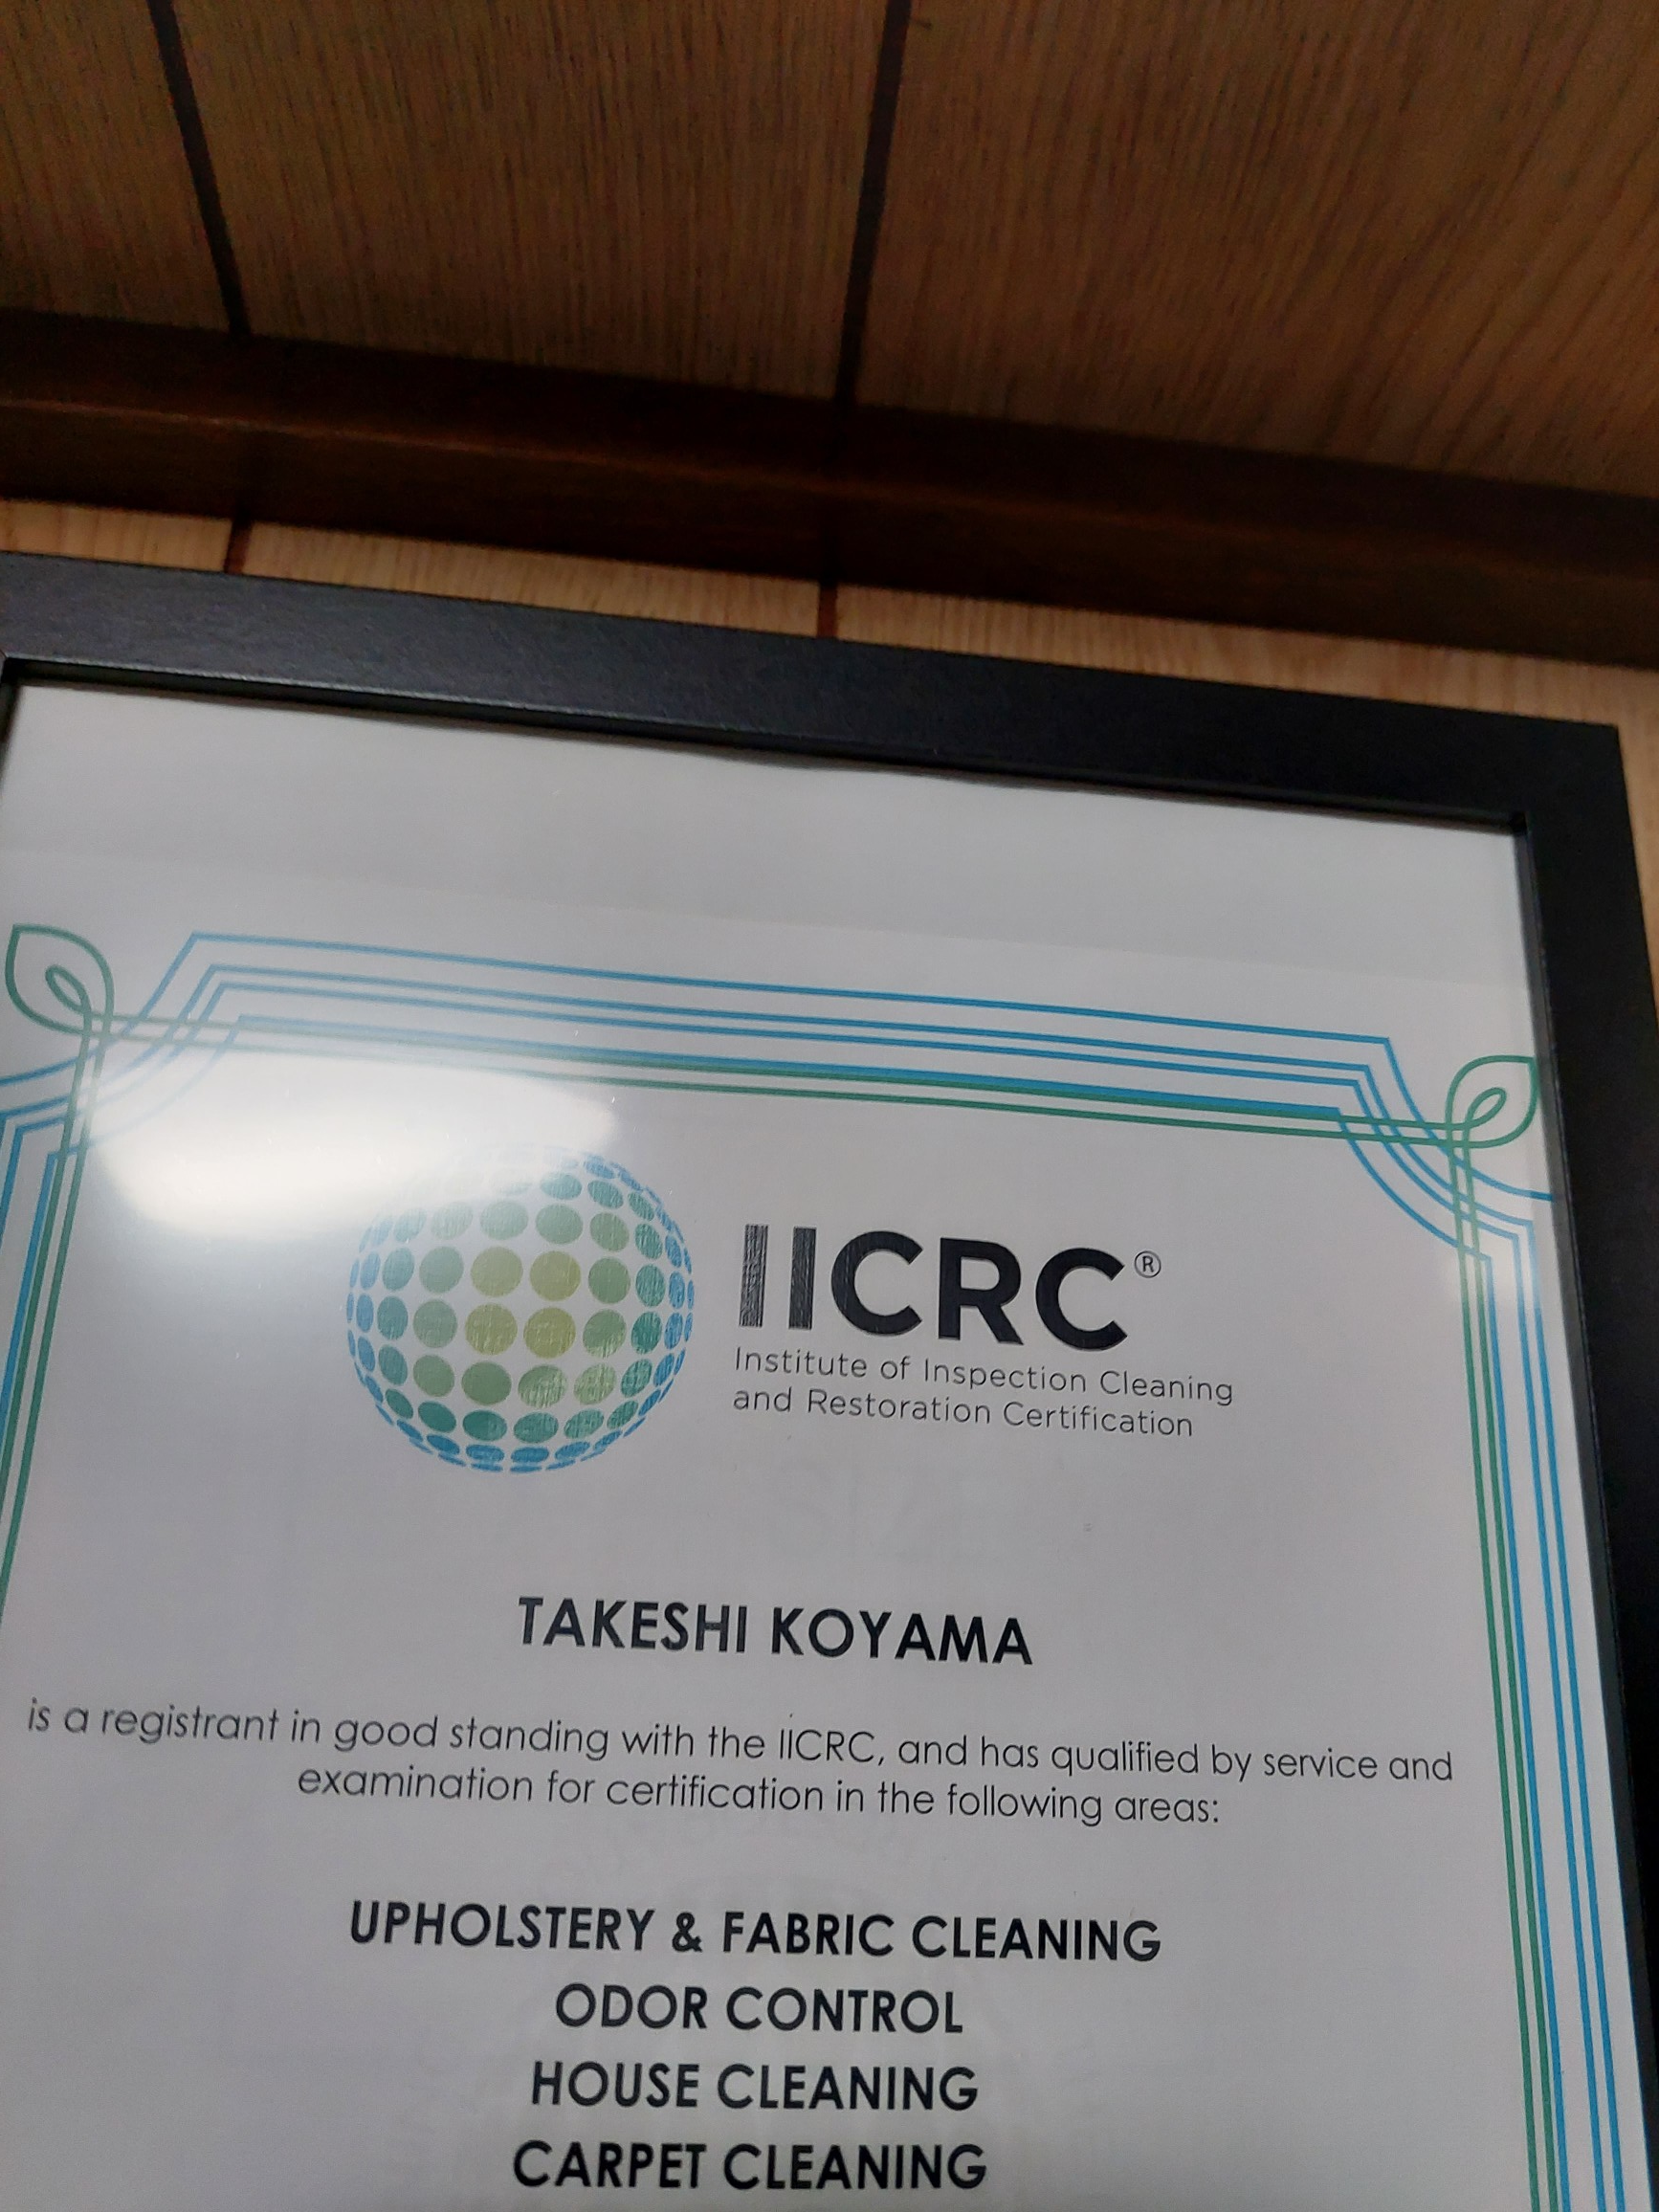 IICRC®
Institute of Inspection Cleaning
and Restoration Certification
TAKESHI KOYAMA
is a registrant in good standing with the IICRC, and has qualified by service and
examination for certification in the following areas:
UPHOLSTERY & FABRIC CLEANING
ODOR CONTROL
HOUSE CLEANING
CARPET CLEANING